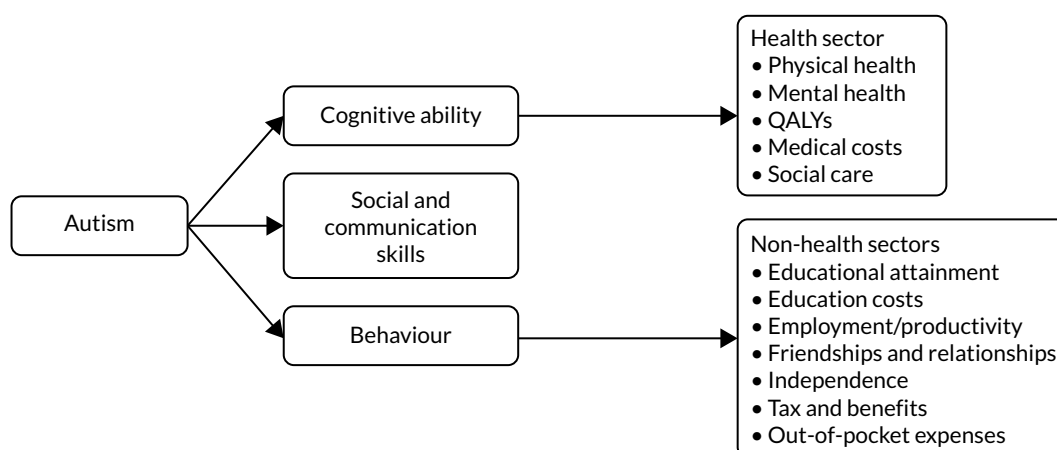 Autism
Cognitive ability
Social and
communication
skills
Behaviour
Health sector
• Physical health
• Mental health
• QALYs
• Medical costs
• Social care
Non-health sectors
• Educational attainment
• Education costs
• Employment/productivity
• Friendships and relationships
• Independence
• Tax and benefits
• Out-of-pocket expenses